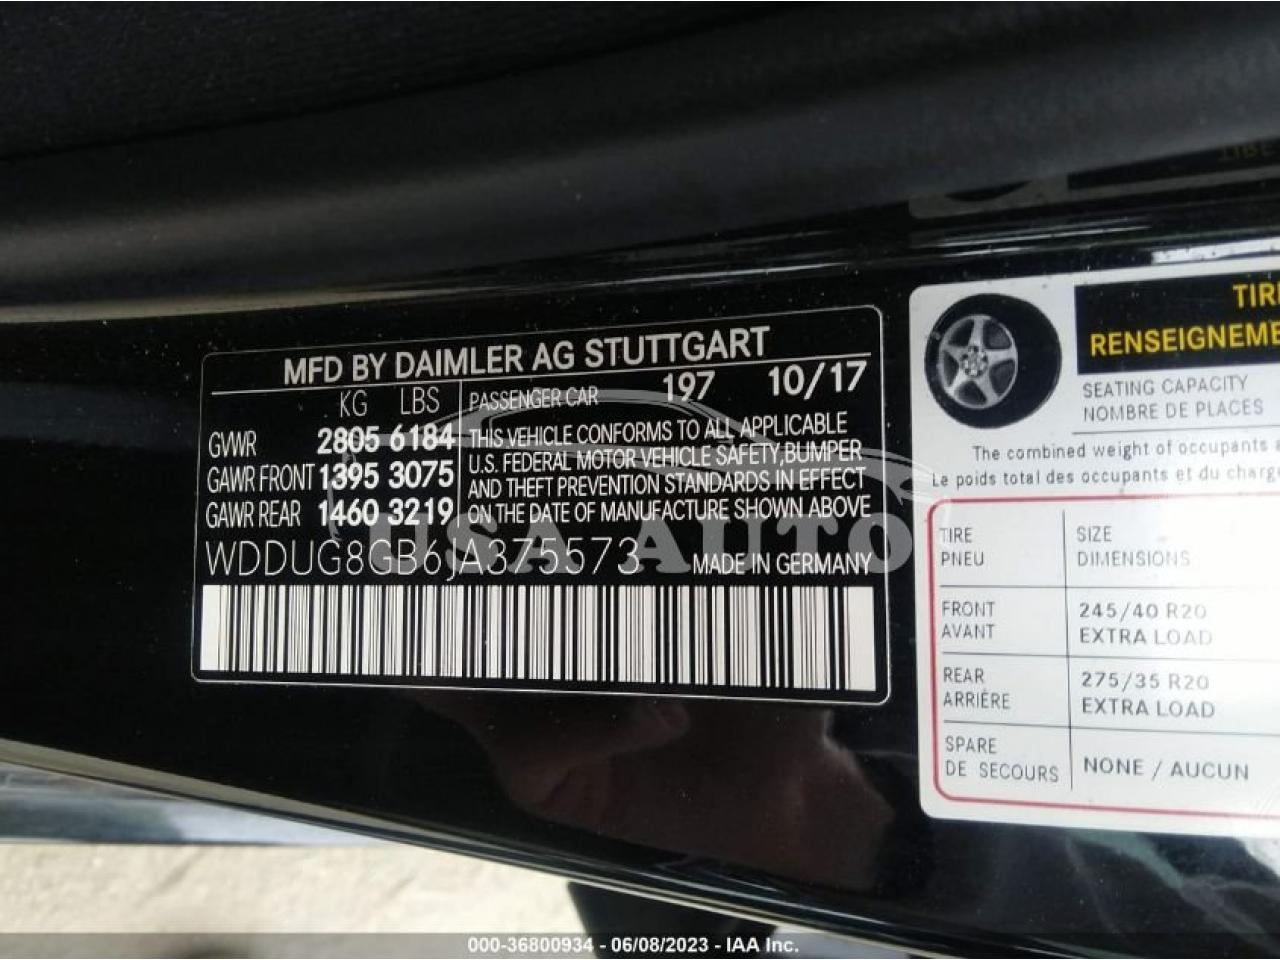 MFD BY DAIMLER AG STUTTGART
KG LBS PASSENGER CAR 197 10/17
GVWR 2805 6184
GAWR FRONT 1395 3075
GAWR REAR 1460 3219
THIS VEHICLE CONFORMS TO ALL APPLICABLE
U.S. FEDERAL MOTOR VEHICLE SAFETY, BUMPER
AND THEFT PREVENTION STANDARDS IN EFFECT
ON THE DATE OF MANUFACTURE SHOWN ABOVE
WDDUG8GB6JA375573 MADE IN GERMANY
USA AUTO
RENSEIGNEME
SEATING CAPACITY
NOMBRE DE PLACES
The combined weight of occupants
Le poids total des occupants et du charg
TIRE SIZE
PNEU DIMENSIONS
FRONT 245/40 R20
AVANT EXTRA LOAD
REAR 275/35 R20
ARRIÈRE EXTRA LOAD
SPARE
DE SECOURS NONE / AUCUN
000-36800934 - 06/08/2023 - IAA Inc.